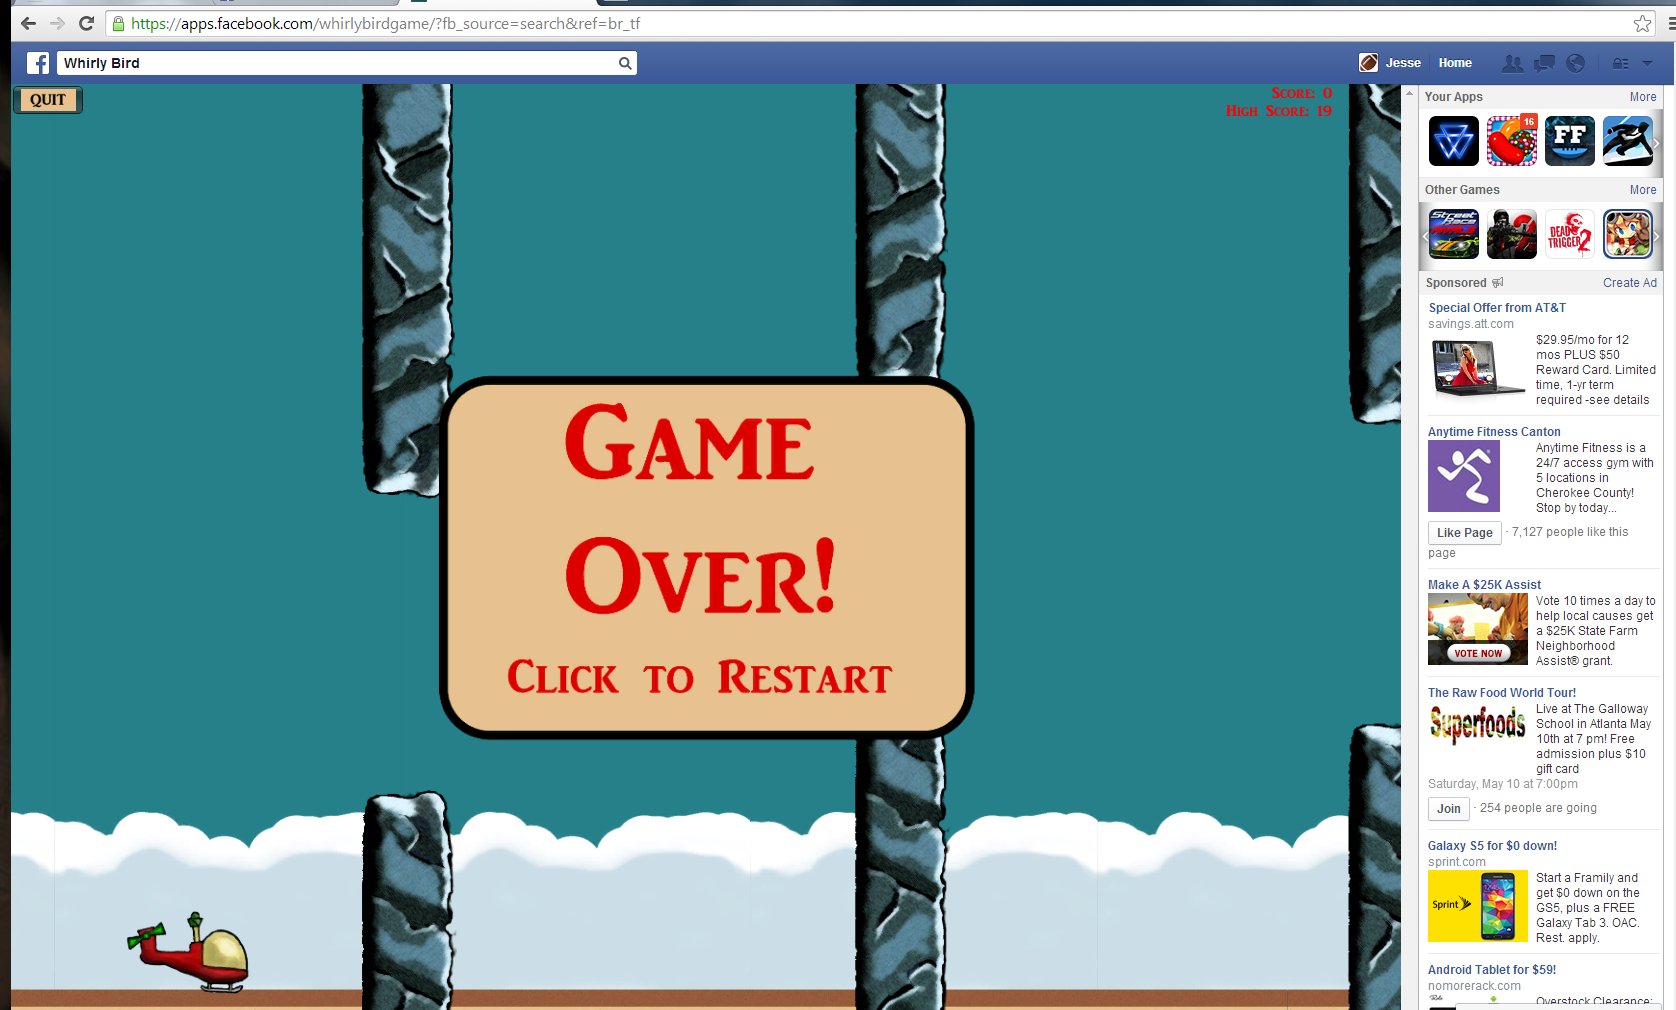 https://apps.facebook.com/whirlybirdgame/?fb_source=search&ref=br_tf
Whirly Bird
Jesse
Home
QUIT
Score: 0
High Score: 19
Game
Over!
Click to Restart
Your Apps
More
16
FF
Other Games
More
Street
Race
Rivals
DEAD
TRIGGER
2
Sponsored
Create Ad
Special Offer from AT&T
savings.att.com
$29.95/mo for 12
mos PLUS $50
Reward Card. Limited
time, 1-yr term
required -see details
Anytime Fitness Canton
Anytime Fitness is a
24/7 access gym with
5 locations in
Cherokee County!
Stop by today...
Like Page · 7,127 people like this
page
Make A $25K Assist
Vote 10 times a day to
help local causes get
a $25K State Farm
Neighborhood
Assist® grant.
VOTE NOW
The Raw Food World Tour!
Superfoods
Live at The Galloway
School in Atlanta May
10th at 7 pm! Free
admission plus $10
gift card
Saturday, May 10 at 7:00pm
Join · 254 people are going
Galaxy S5 for $0 down!
sprint.com
Sprint
Start a Framily and
get $0 down on the
GS5, plus a FREE
Galaxy Tab 3. OAC.
Rest. apply.
Android Tablet for $59!
nomorerack.com
Overstock Clearance: